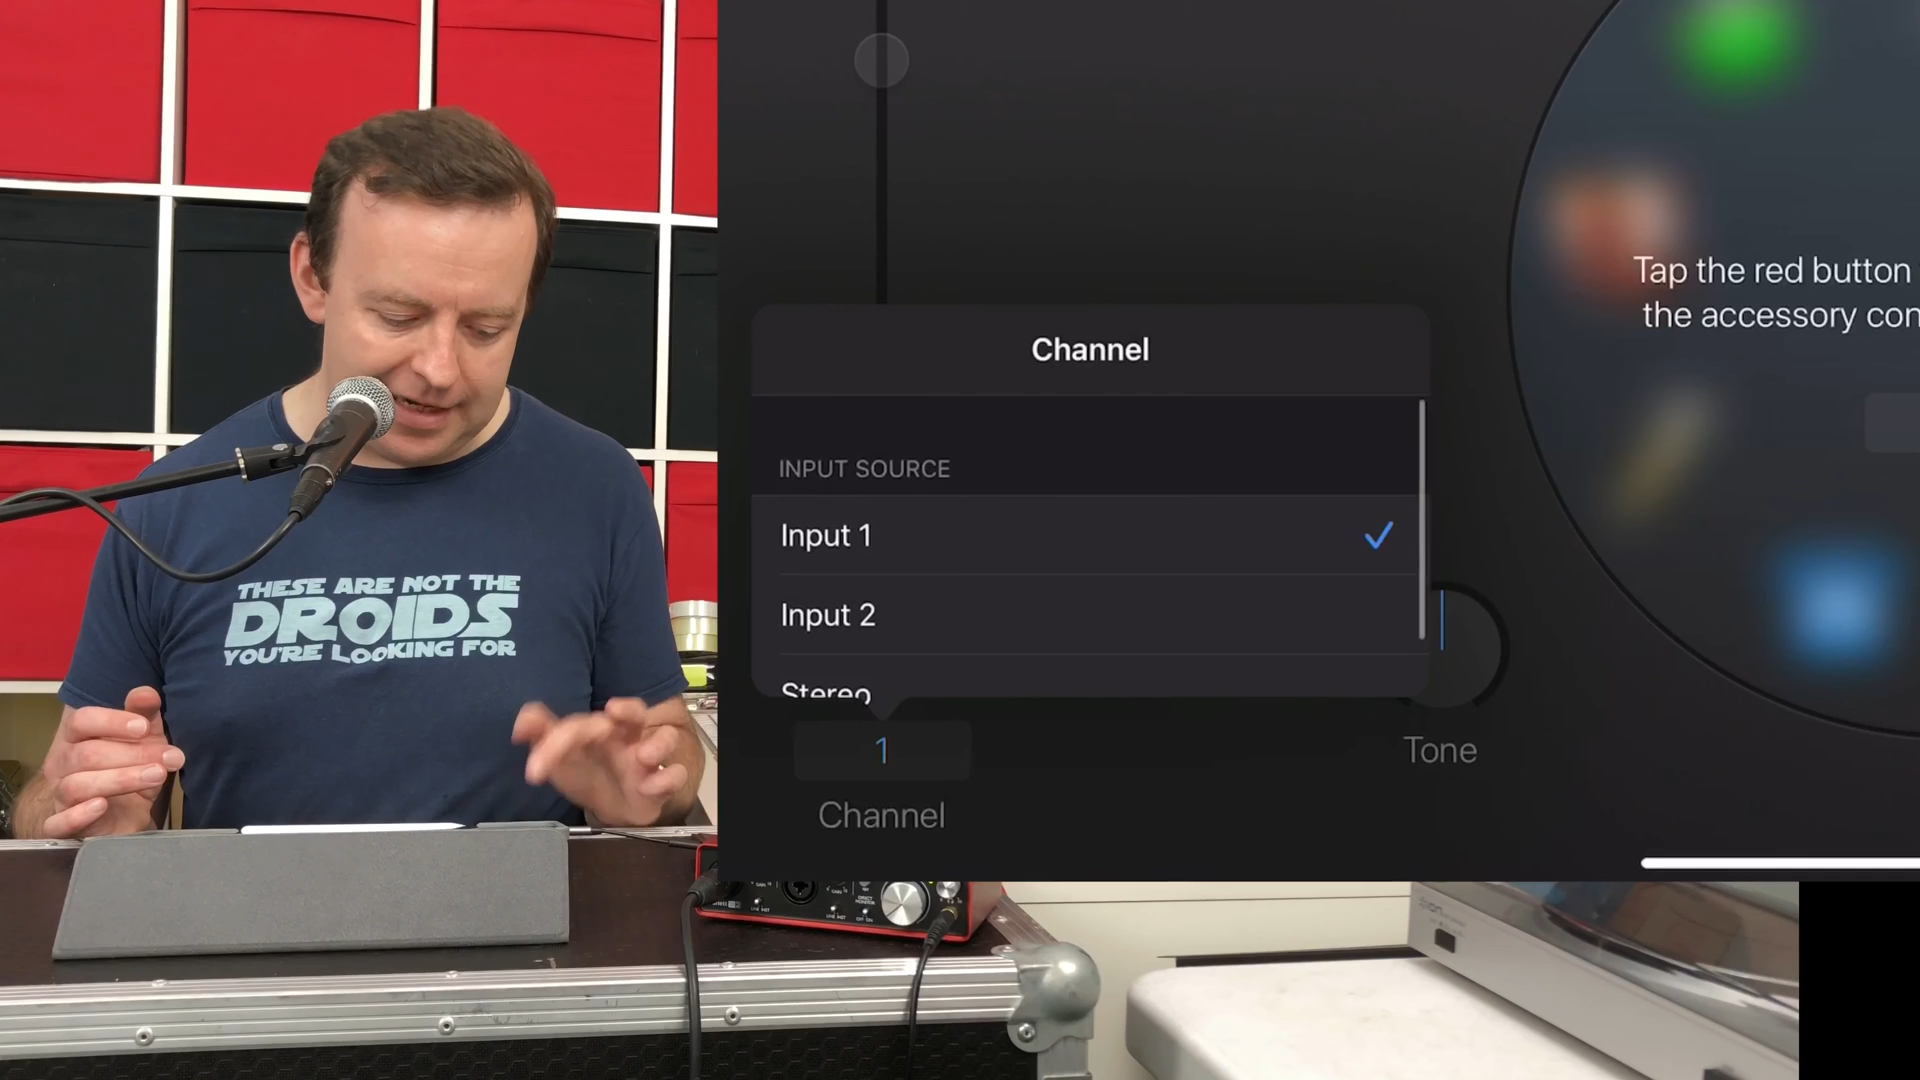 THESE ARE NOT THE
DROIDS
YOU'RE LOOKING FOR
Channel
INPUT SOURCE
Input 1
Input 2
Stereo
1
Channel
Tone
Tap the red button
the accessory con